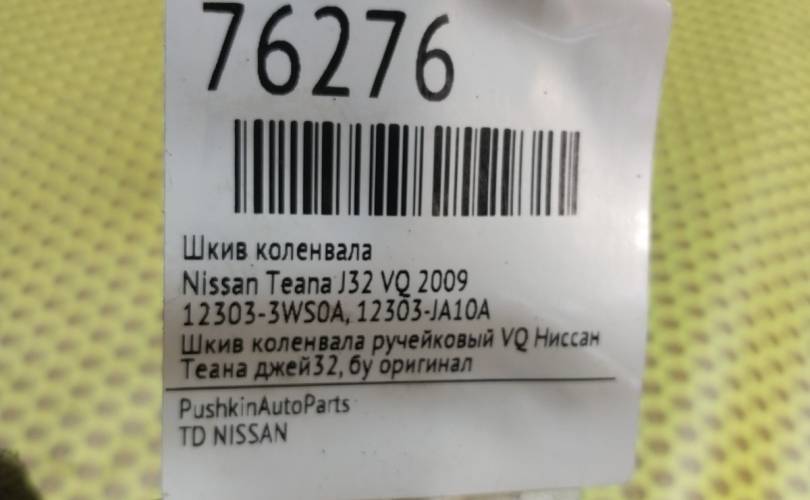 76276
Шкив коленвала
Nissan Teana J32 VQ 2009
12303-3WS0A, 12303-JA10A
Шкив коленвала ручейковый VQ Ниссан
Теана джей32, бу оригинал
PushkinAutoParts
TD NISSAN